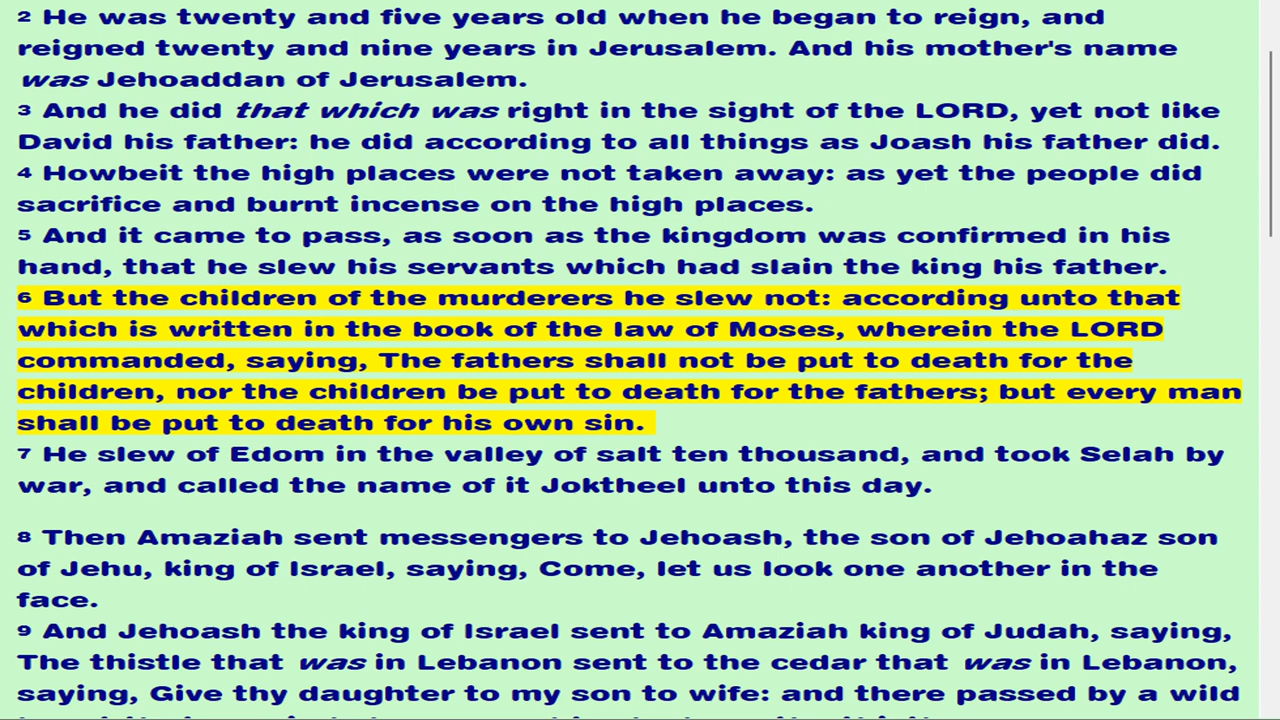 2 He was twenty and five years old when he began to reign, and
reigned twenty and nine years in Jerusalem. And his mother's name
was Jehoaddan of Jerusalem.
3 And he did that which was right in the sight of the LORD, yet not like
David his father: he did according to all things as Joash his father did.
4 Howbeit the high places were not taken away: as yet the people did
sacrifice and burnt incense on the high places.
5 And it came to pass, as soon as the kingdom was confirmed in his
hand, that he slew his servants which had slain the king his father.
6 But the children of the murderers he slew not: according unto that
which is written in the book of the law of Moses, wherein the LORD
commanded, saying, The fathers shall not be put to death for the
children, nor the children be put to death for the fathers; but every man
shall be put to death for his own sin.
7 He slew of Edom in the valley of salt ten thousand, and took Selah by
war, and called the name of it Joktheel unto this day.
8 Then Amaziah sent messengers to Jehoash, the son of Jehoahaz son
of Jehu, king of Israel, saying, Come, let us look one another in the
face.
9 And Jehoash the king of Israel sent to Amaziah king of Judah, saying,
The thistle that was in Lebanon sent to the cedar that was in Lebanon,
saying, Give thy daughter to my son to wife: and there passed by a wild